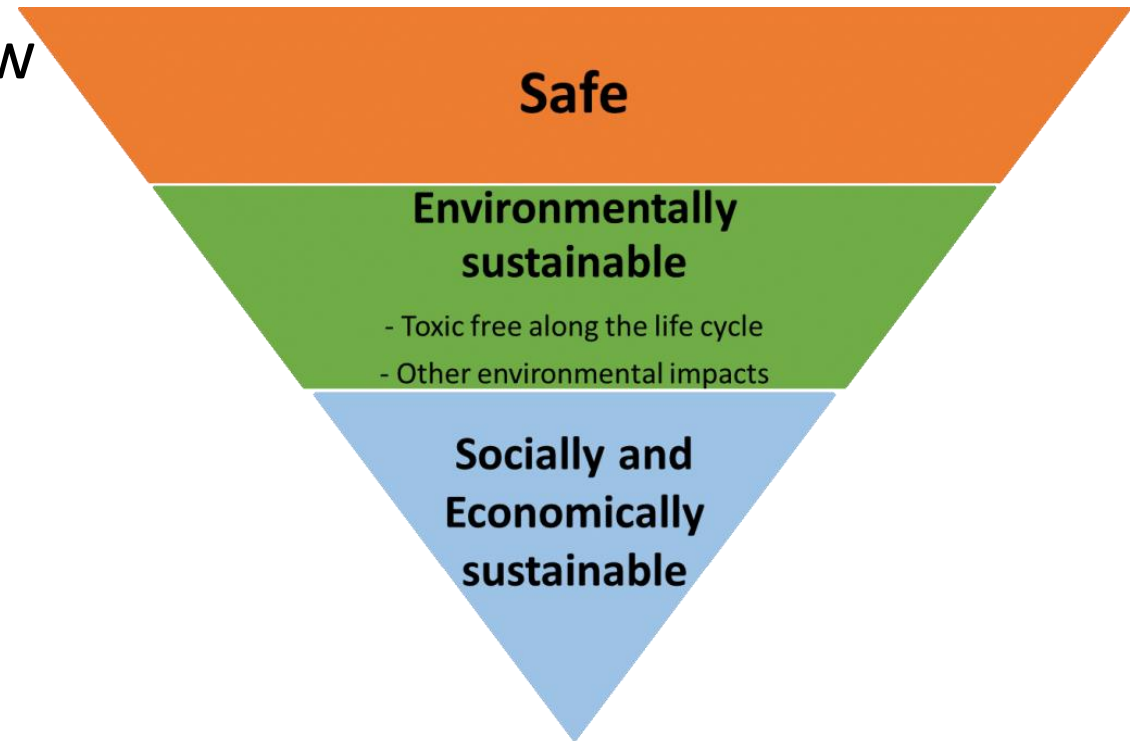 w
Safe
Environmentally
sustainable
- Toxic free along the life cycle
- Other environmental impacts
Socially and
Economically
sustainable